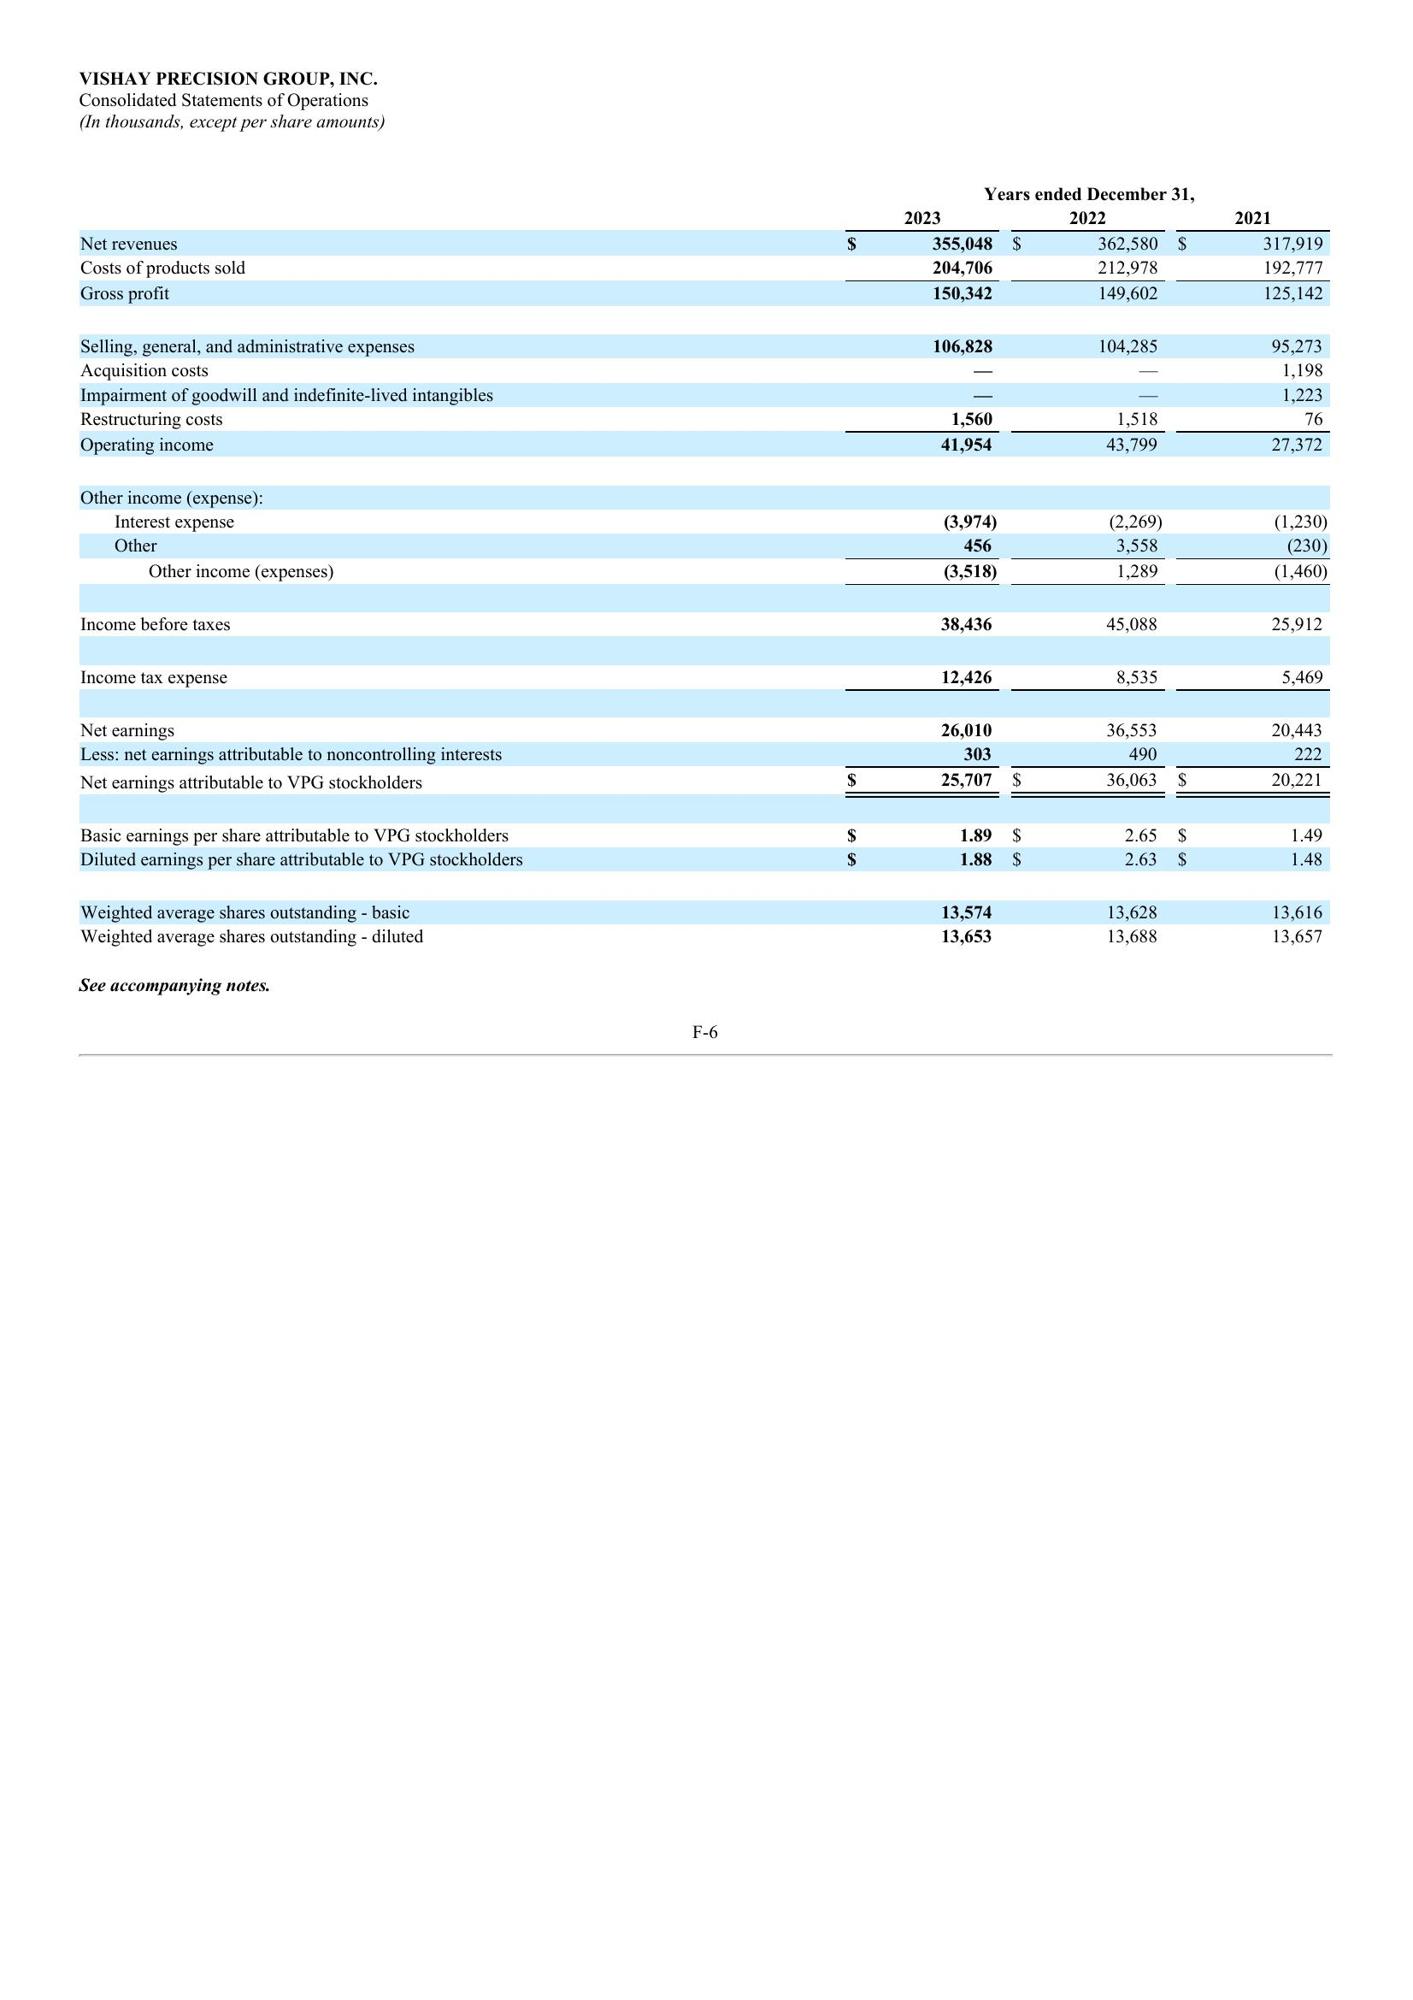 VISHAY PRECISION GROUP, INC.
Consolidated Statements of Operations
(In thousands, except per share amounts)
Years ended December 31,
2023 2022 2021
Net revenues $ 355,048 $ 362,580 $ 317,919
Costs of products sold 204,706 212,978 192,777
Gross profit 150,342 149,602 125,142
Selling, general, and administrative expenses 106,828 104,285 95,273
Acquisition costs — — 1,198
Impairment of goodwill and indefinite-lived intangibles — — 1,223
Restructuring costs 1,560 1,518 76
Operating income 41,954 43,799 27,372
Other income (expense):
Interest expense (3,974) (2,269) (1,230)
Other 456 3,558 (230)
Other income (expenses) (3,518) 1,289 (1,460)
Income before taxes 38,436 45,088 25,912
Income tax expense 12,426 8,535 5,469
Net earnings 26,010 36,553 20,443
Less: net earnings attributable to noncontrolling interests 303 490 222
Net earnings attributable to VPG stockholders $ 25,707 $ 36,063 $ 20,221
Basic earnings per share attributable to VPG stockholders $ 1.89 $ 2.65 $ 1.49
Diluted earnings per share attributable to VPG stockholders $ 1.88 $ 2.63 $ 1.48
Weighted average shares outstanding - basic 13,574 13,628 13,616
Weighted average shares outstanding - diluted 13,653 13,688 13,657
See accompanying notes.
F-6